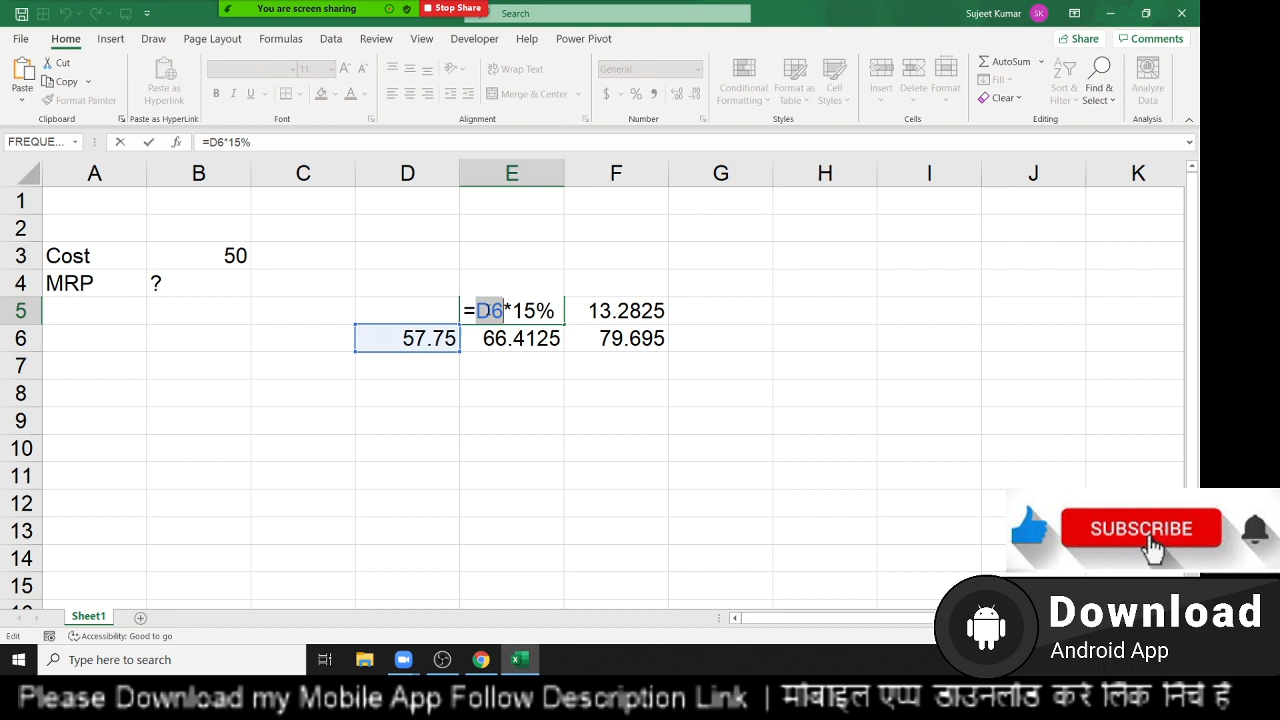 You are screen sharing
Stop Share
Search
Sujeet Kumar
SK
File Home Insert Draw Page Layout Formulas Data Review View Developer Help Power Pivot
Share
Comments
Paste
Cut
Copy
Format Painter
Clipboard
Paste as Hyperlink
Paste as HyperLink
11
Font
Wrap Text
Merge & Center
Alignment
General
Number
Conditional Formatting
Format as Table
Cell Styles
Styles
Insert
Delete
Format
Cells
AutoSum
Fill
Clear
Sort & Filter
Find & Select
Editing
Analyze Data
Analysis
FREQUE...
=D6*15%
A B C D E F G H I J K
1
2
3 Cost 50
4 MRP ?
5 =D6*15% 13.2825
6 57.75 66.4125 79.695
7
8
9
10
11
12
13
14
15
SUBSCRIBE
Sheet1
Edit
Accessibility: Good to go
Download
Android App
Type here to search
Please Download my Mobile App Follow Description Link | मोबाइल एप्प डाउनलोड करे लिंक निचे है